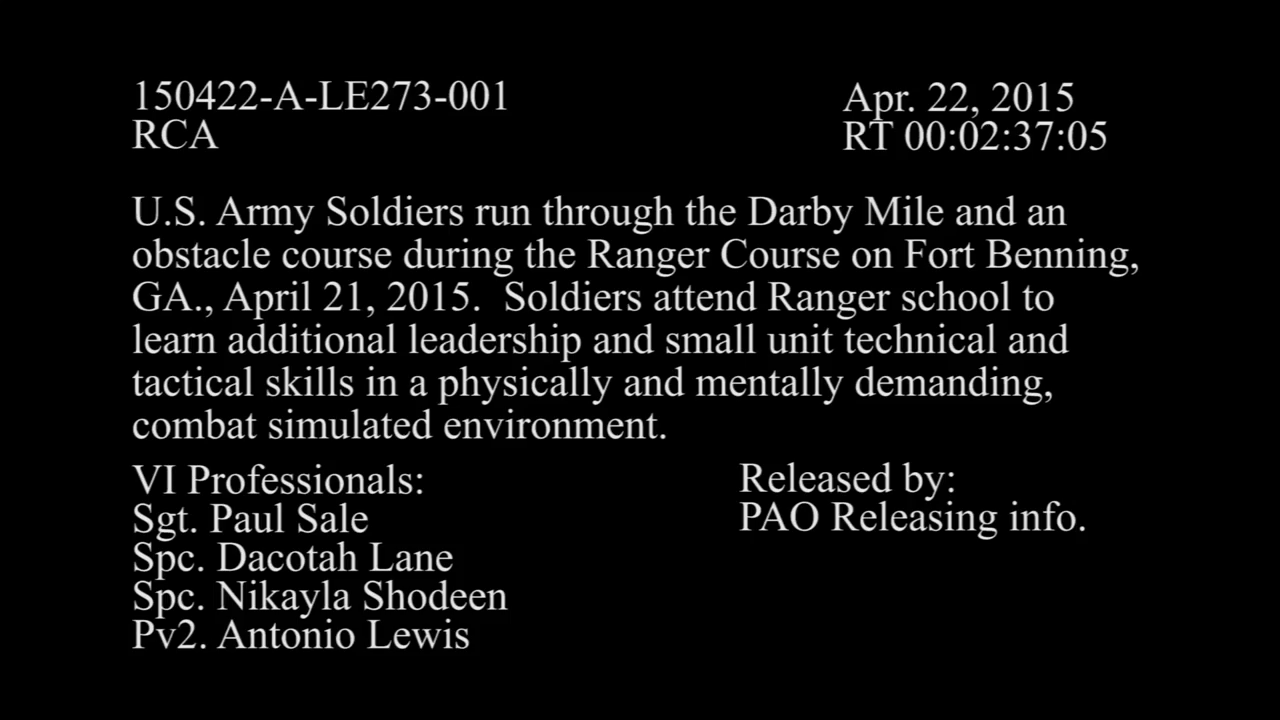 150422-A-LE273-001
RCA
Apr. 22, 2015
RT 00:02:37:05
U.S. Army Soldiers run through the Darby Mile and an
obstacle course during the Ranger Course on Fort Benning,
GA., April 21, 2015.  Soldiers attend Ranger school to
learn additional leadership and small unit technical and
tactical skills in a physically and mentally demanding,
combat simulated environment.
VI Professionals:
Sgt. Paul Sale
Spc. Dacotah Lane
Spc. Nikayla Shodeen
Pv2. Antonio Lewis
Released by:
PAO Releasing info.